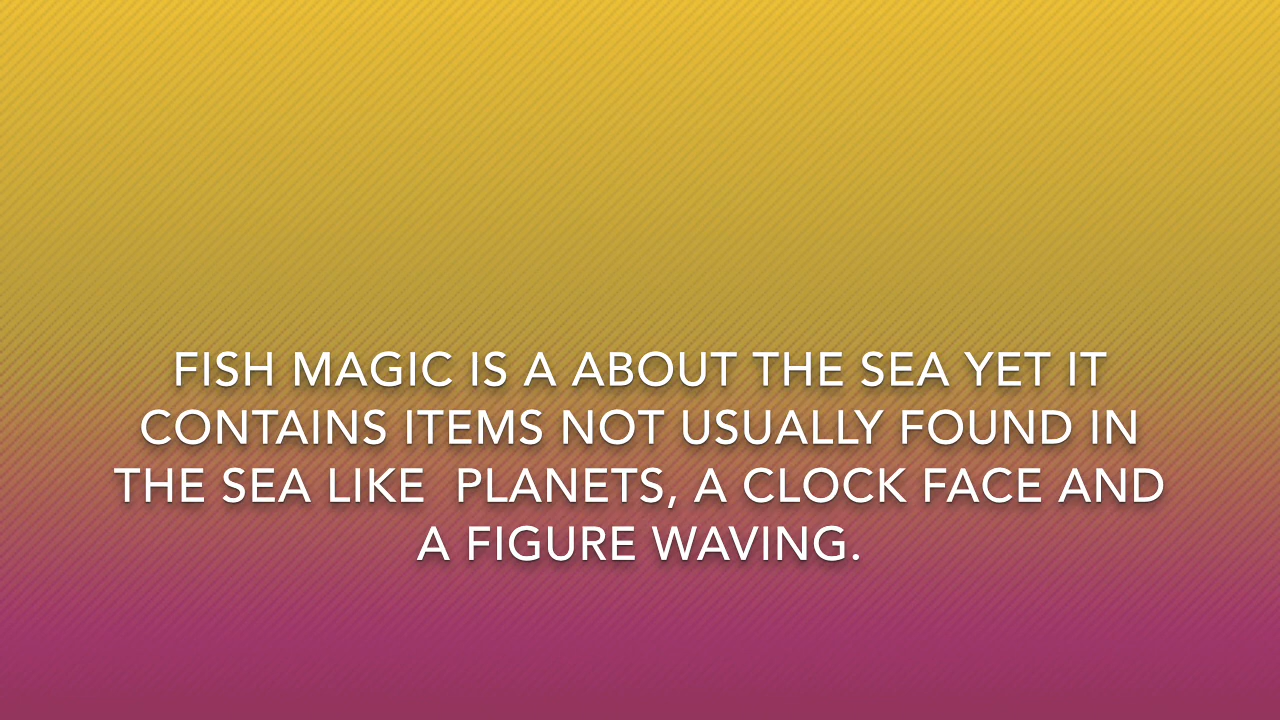 FISH MAGIC IS A ABOUT THE SEA YET IT
CONTAINS ITEMS NOT USUALLY FOUND IN
THE SEA LIKE  PLANETS, A CLOCK FACE AND
A FIGURE WAVING.